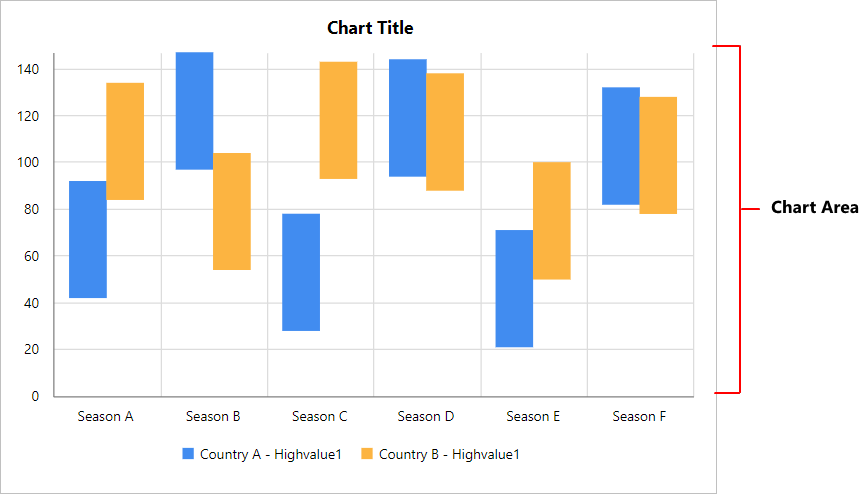 Chart Title
140
120
100
80
60
40
20
0
Chart Area
Season A Season B Season C Season D Season E Season F
Country A - Highvalue1 Country B - Highvalue1